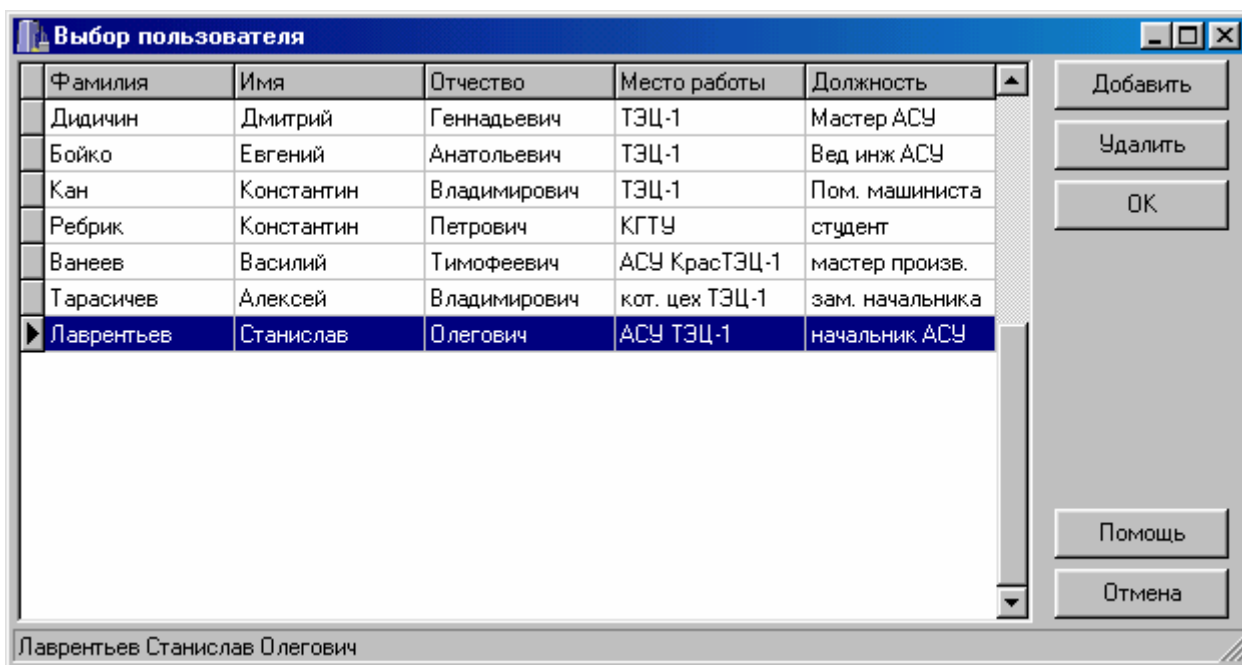 Выбор пользователя
Фамилия Имя Отчество Место работы Должность
Дидичин Дмитрий Геннадьевич ТЭЦ-1 Мастер АСУ
Бойко Евгений Анатольевич ТЭЦ-1 Вед инж АСУ
Кан Константин Владимирович ТЭЦ-1 Пом. машиниста
Ребрик Константин Петрович КГТУ студент
Ванеев Василий Тимофеевич АСУ КрасТЭЦ-1 мастер произв.
Тарасичев Алексей Владимирович кот. цех ТЭЦ-1 зам. начальника
Лаврентьев Станислав Олегович АСУ ТЭЦ-1 начальник АСУ
Добавить
Удалить
OK
Помощь
Отмена
Лаврентьев Станислав Олегович